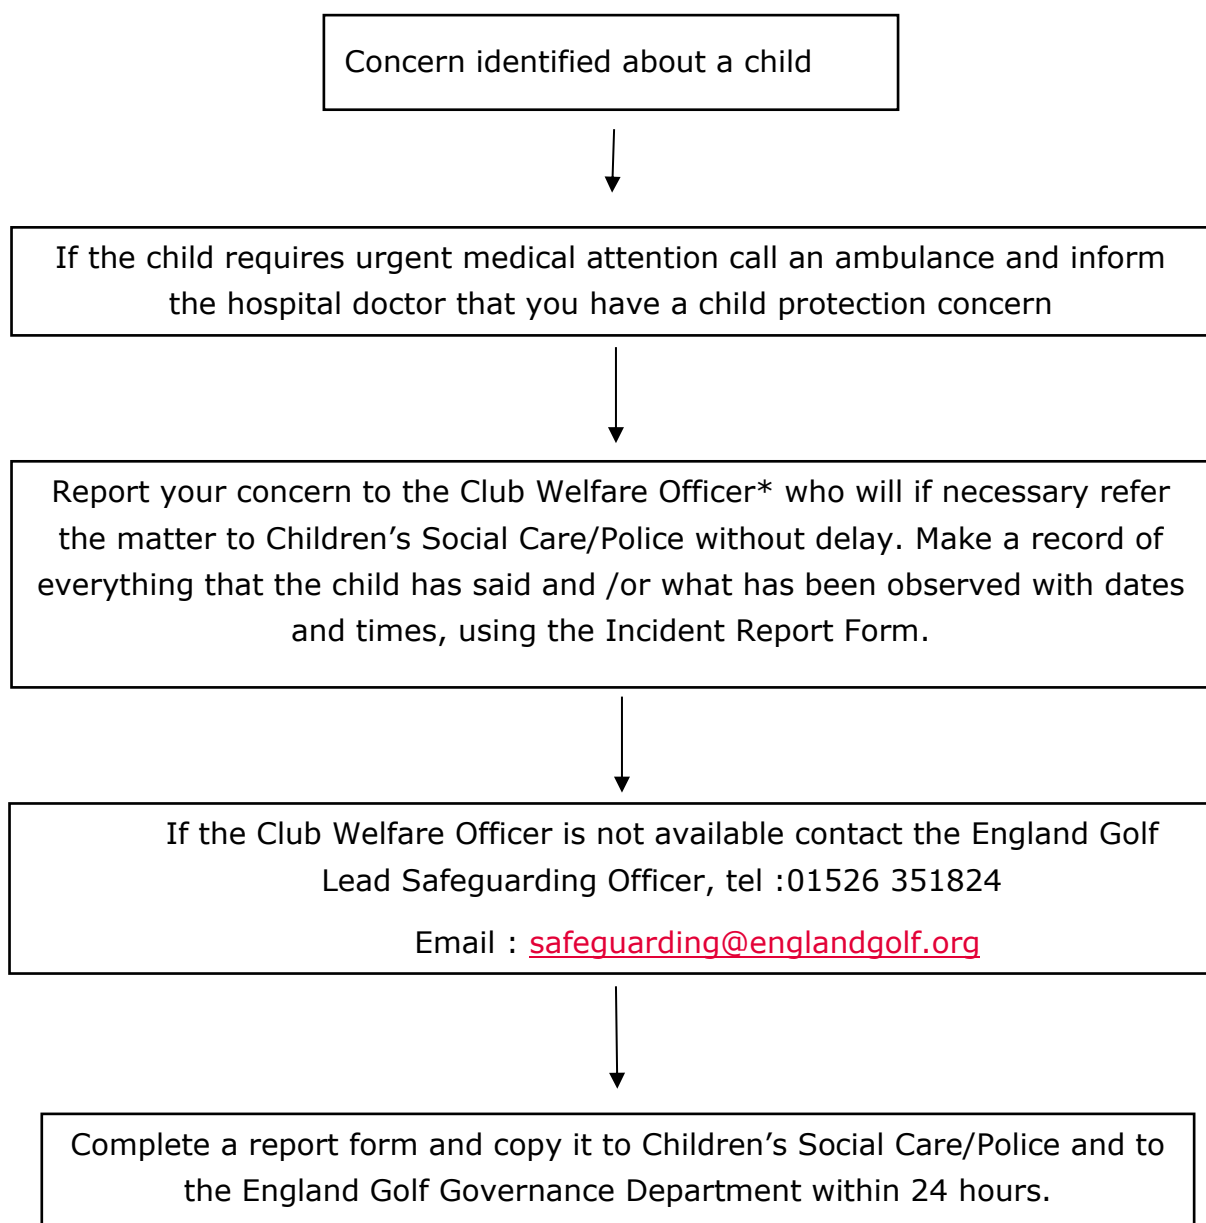 Concern identified about a child
If the child requires urgent medical attention call an ambulance and inform
the hospital doctor that you have a child protection concern
Report your concern to the Club Welfare Officer* who will if necessary refer
the matter to Children’s Social Care/Police without delay. Make a record of
everything that the child has said and /or what has been observed with dates
and times, using the Incident Report Form.
If the Club Welfare Officer is not available contact the England Golf
Lead Safeguarding Officer, tel :01526 351824
Email : safeguarding@englandgolf.org
Complete a report form and copy it to Children’s Social Care/Police and to
the England Golf Governance Department within 24 hours.